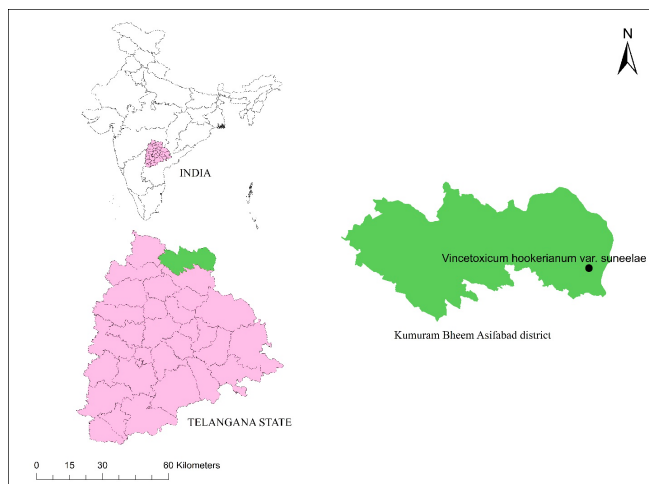 N
INDIA
Vincetoxicum hookerianum var. suneelae
Kumuram Bheem Asifabad district
TELANGANA STATE
0 15 30 60 Kilometers